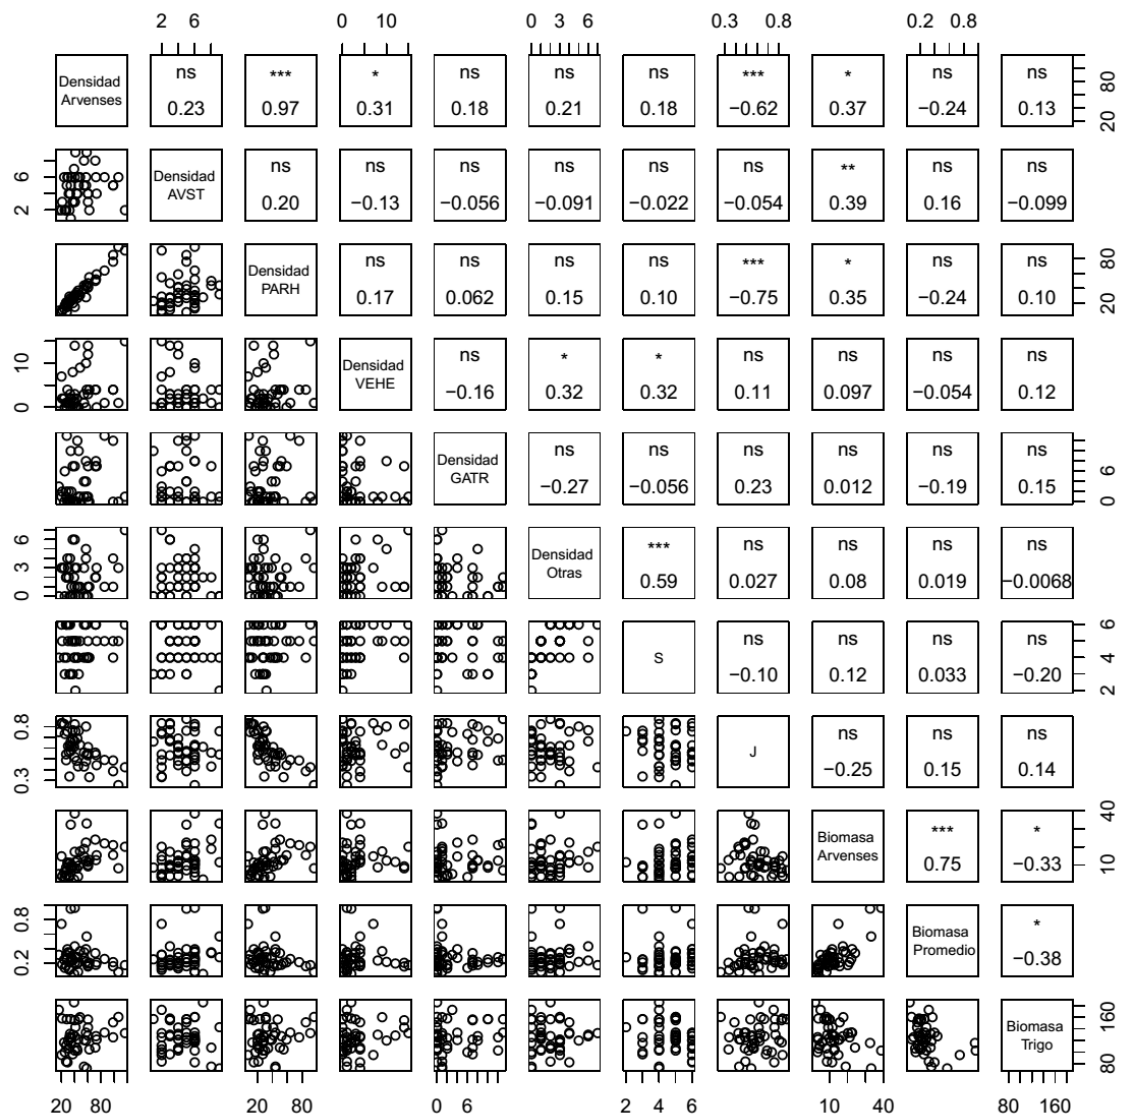 2 6 0 10 0 3 6 0.3 0.8 0.2 0.8
Densidad Arvenses ns *** * ns ns ns *** * ns ns
0.23 0.97 0.31 0.18 0.21 0.18 −0.62 0.37 −0.24 0.13
20 80
2 6
Densidad AVST ns ns ns ns ns ns ** ns ns
0.20 −0.13 −0.056 −0.091 −0.022 −0.054 0.39 0.16 −0.099
Densidad PARH ns ns ns ns *** * ns ns
0.17 0.062 0.15 0.10 −0.75 0.35 −0.24 0.10
20 80
0 10
Densidad VEHE ns * * ns ns ns ns
−0.16 0.32 0.32 0.11 0.097 −0.054 0.12
Densidad GATR ns ns ns ns ns ns
−0.27 −0.056 0.23 0.012 −0.19 0.15
0 6
0 3 6
Densidad Otras *** ns ns ns ns
0.59 0.027 0.08 0.019 −0.0068
S ns ns ns ns
−0.10 0.12 0.033 −0.20
2 4 6
0.3 0.8
J ns ns ns
−0.25 0.15 0.14
Biomasa Arvenses *** *
0.75 −0.33
10 40
0.2 0.8
Biomasa Promedio *
−0.38
Biomasa Trigo
80 160
20 80 20 80 0 6 2 4 6 10 40 80 160